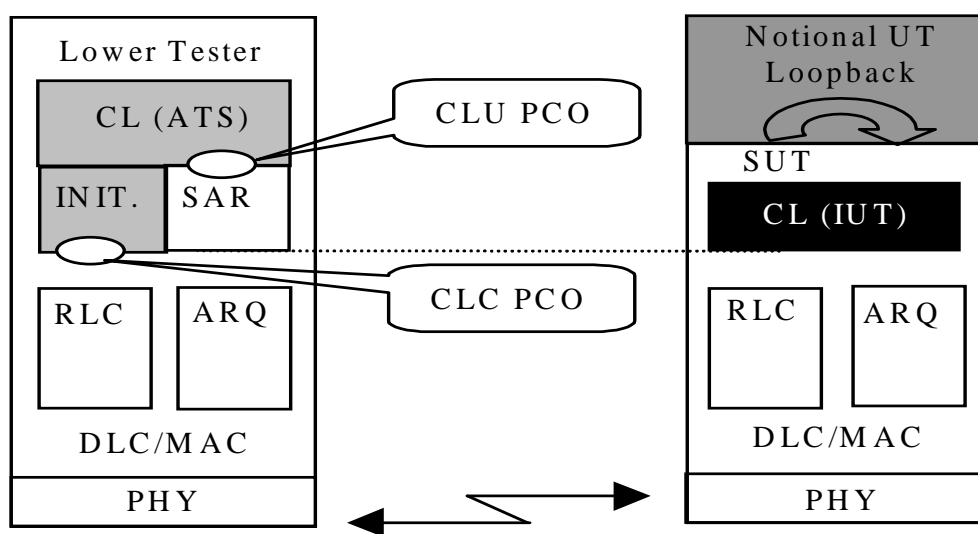 Lower Tester
CL (ATS)
INIT.
SAR
RLC
ARQ
DLC/MAC
PHY
CLU PCO
CLC PCO
Notional UT
Loopback
SUT
CL (IUT)
RLC
ARQ
DLC/MAC
PHY